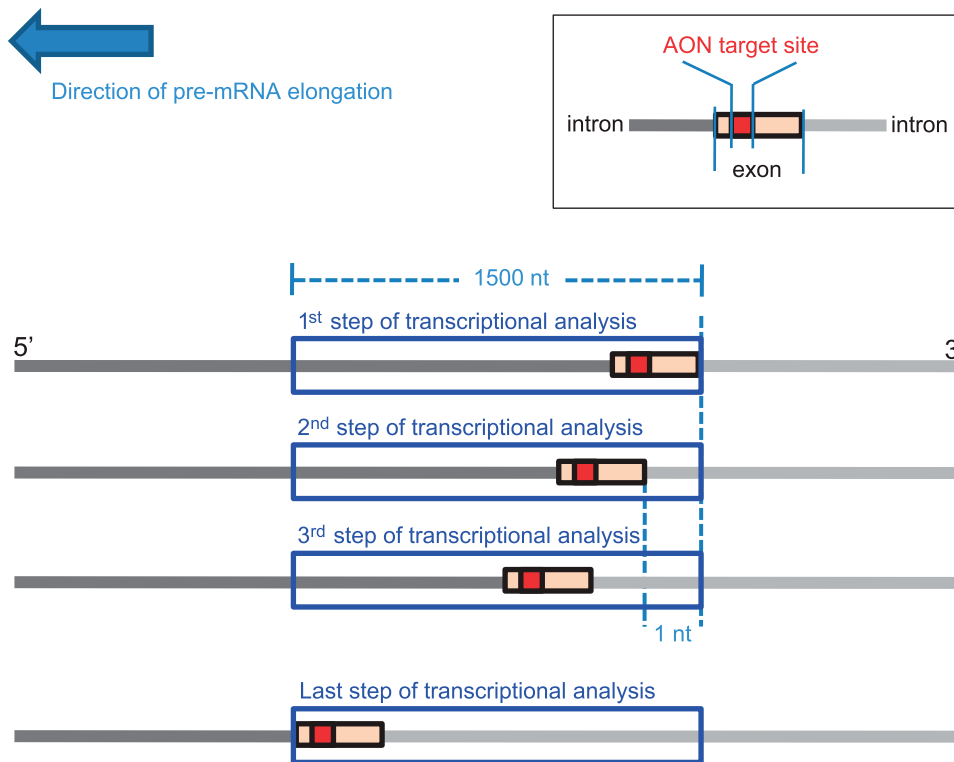 Direction of pre-mRNA elongation
AON target site
intron
intron
exon
1500 nt
1st step of transcriptional analysis
5’
3
2nd step of transcriptional analysis
3rd step of transcriptional analysis
1 nt
Last step of transcriptional analysis